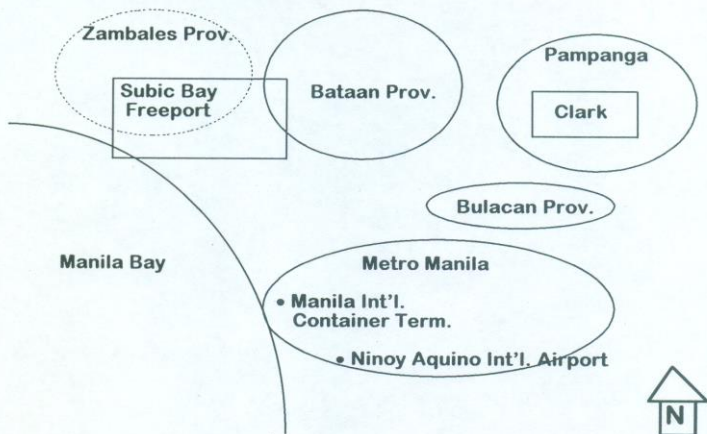 Zambales Prov.
Subic Bay
Freeport
Bataan Prov.
Pampanga
Clark
Bulacan Prov.
Manila Bay
Metro Manila
• Manila Int'l.
Container Term.
• Ninoy Aquino Int'l. Airport
N